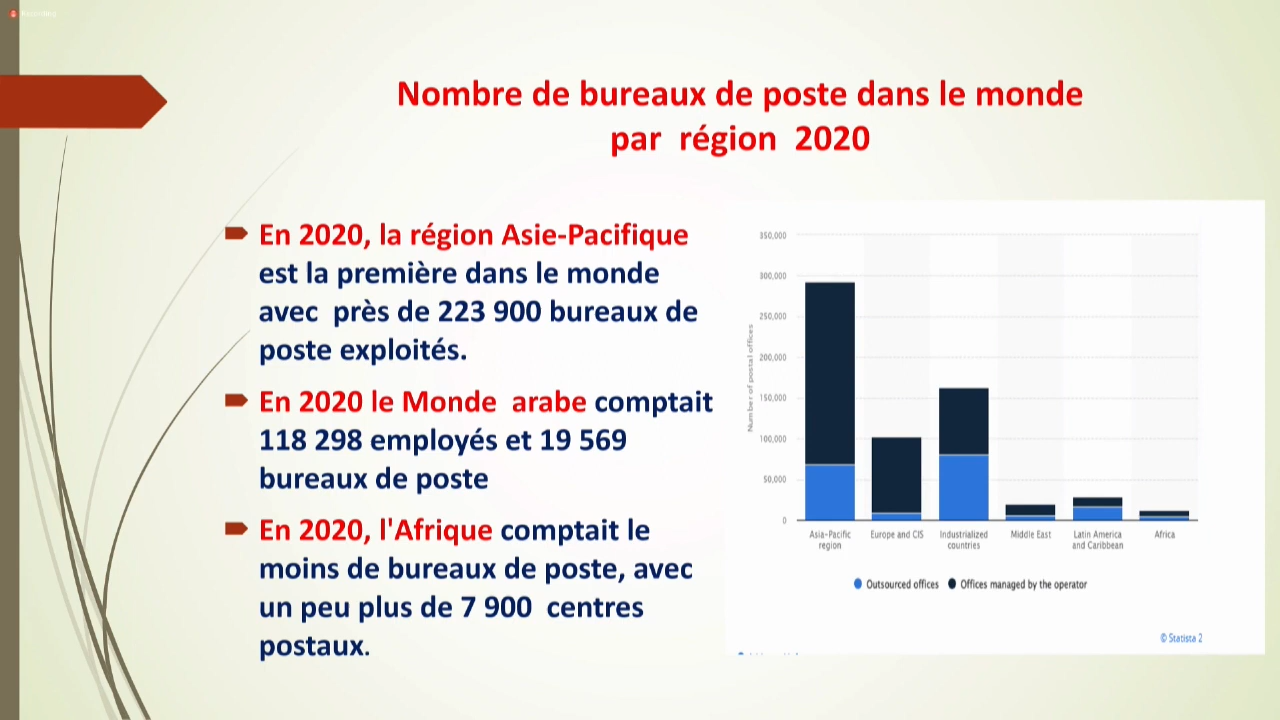 Nombre de bureaux de poste dans le monde
par région 2020
En 2020, la région Asie-Pacifique
est la première dans le monde
avec près de 223 900 bureaux de
poste exploités.
En 2020 le Monde arabe comptait
118 298 employés et 19 569
bureaux de poste
En 2020, l'Afrique comptait le
moins de bureaux de poste, avec
un peu plus de 7 900 centres
postaux.
Number of postal offices
350,000
300,000
250,000
200,000
150,000
100,000
50,000
0
Asia-Pacific
region
Europe and CIS
Industrialized
countries
Middle East
Latin America
and Caribbean
Africa
Outsourced offices
Offices managed by the operator
© Statista 2